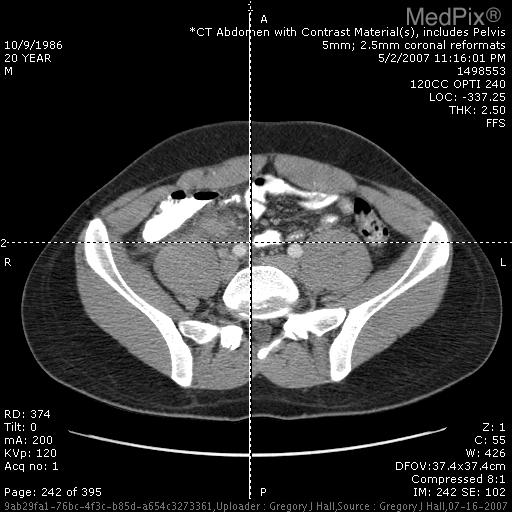 MedPix®
A
*CT Abdomen with Contrast Material(s), includes Pelvis
10/9/1986
5mm; 2.5mm coronal reformats
20 YEAR
5/2/2007 11:16:01 PM
M
1498553
120CC OPTI 240
LOC: -337.25
THK: 2.50
FFS
2
R
L
RD: 374
Tilt: 0
mA: 200
KVp: 120
Acq no: 1
Z: 1
C: 55
W: 426
DFOV:37.4x37.4cm
Compressed 8:1
Page: 242 of 395
P
IM: 242 SE: 102
9ab29fa1-76bc-4f3c-b85d-a654c3273361,Uploader : Gregory J Hall,Source : Gregory J Hall,07-16-2007